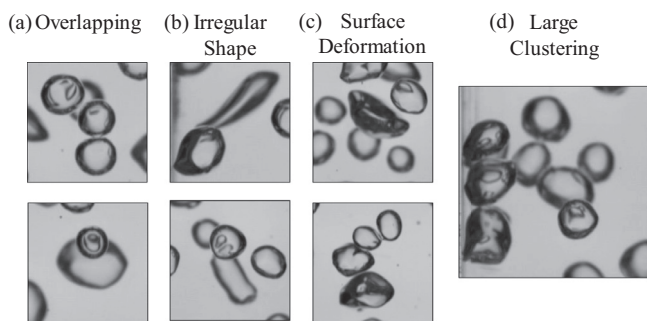 (a) Overlapping
(b) Irregular
Shape
(c) Surface
Deformation
(d) Large
Clustering